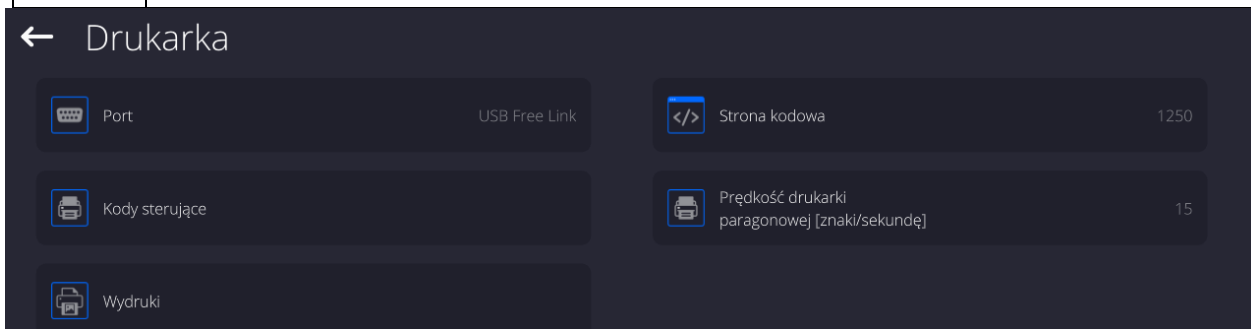 Drukarka
Port
USB Free Link
Strona kodowa
1250
Kody sterujące
Prędkość drukarki
paragonowej [znaki/sekundę]
15
Wydruki